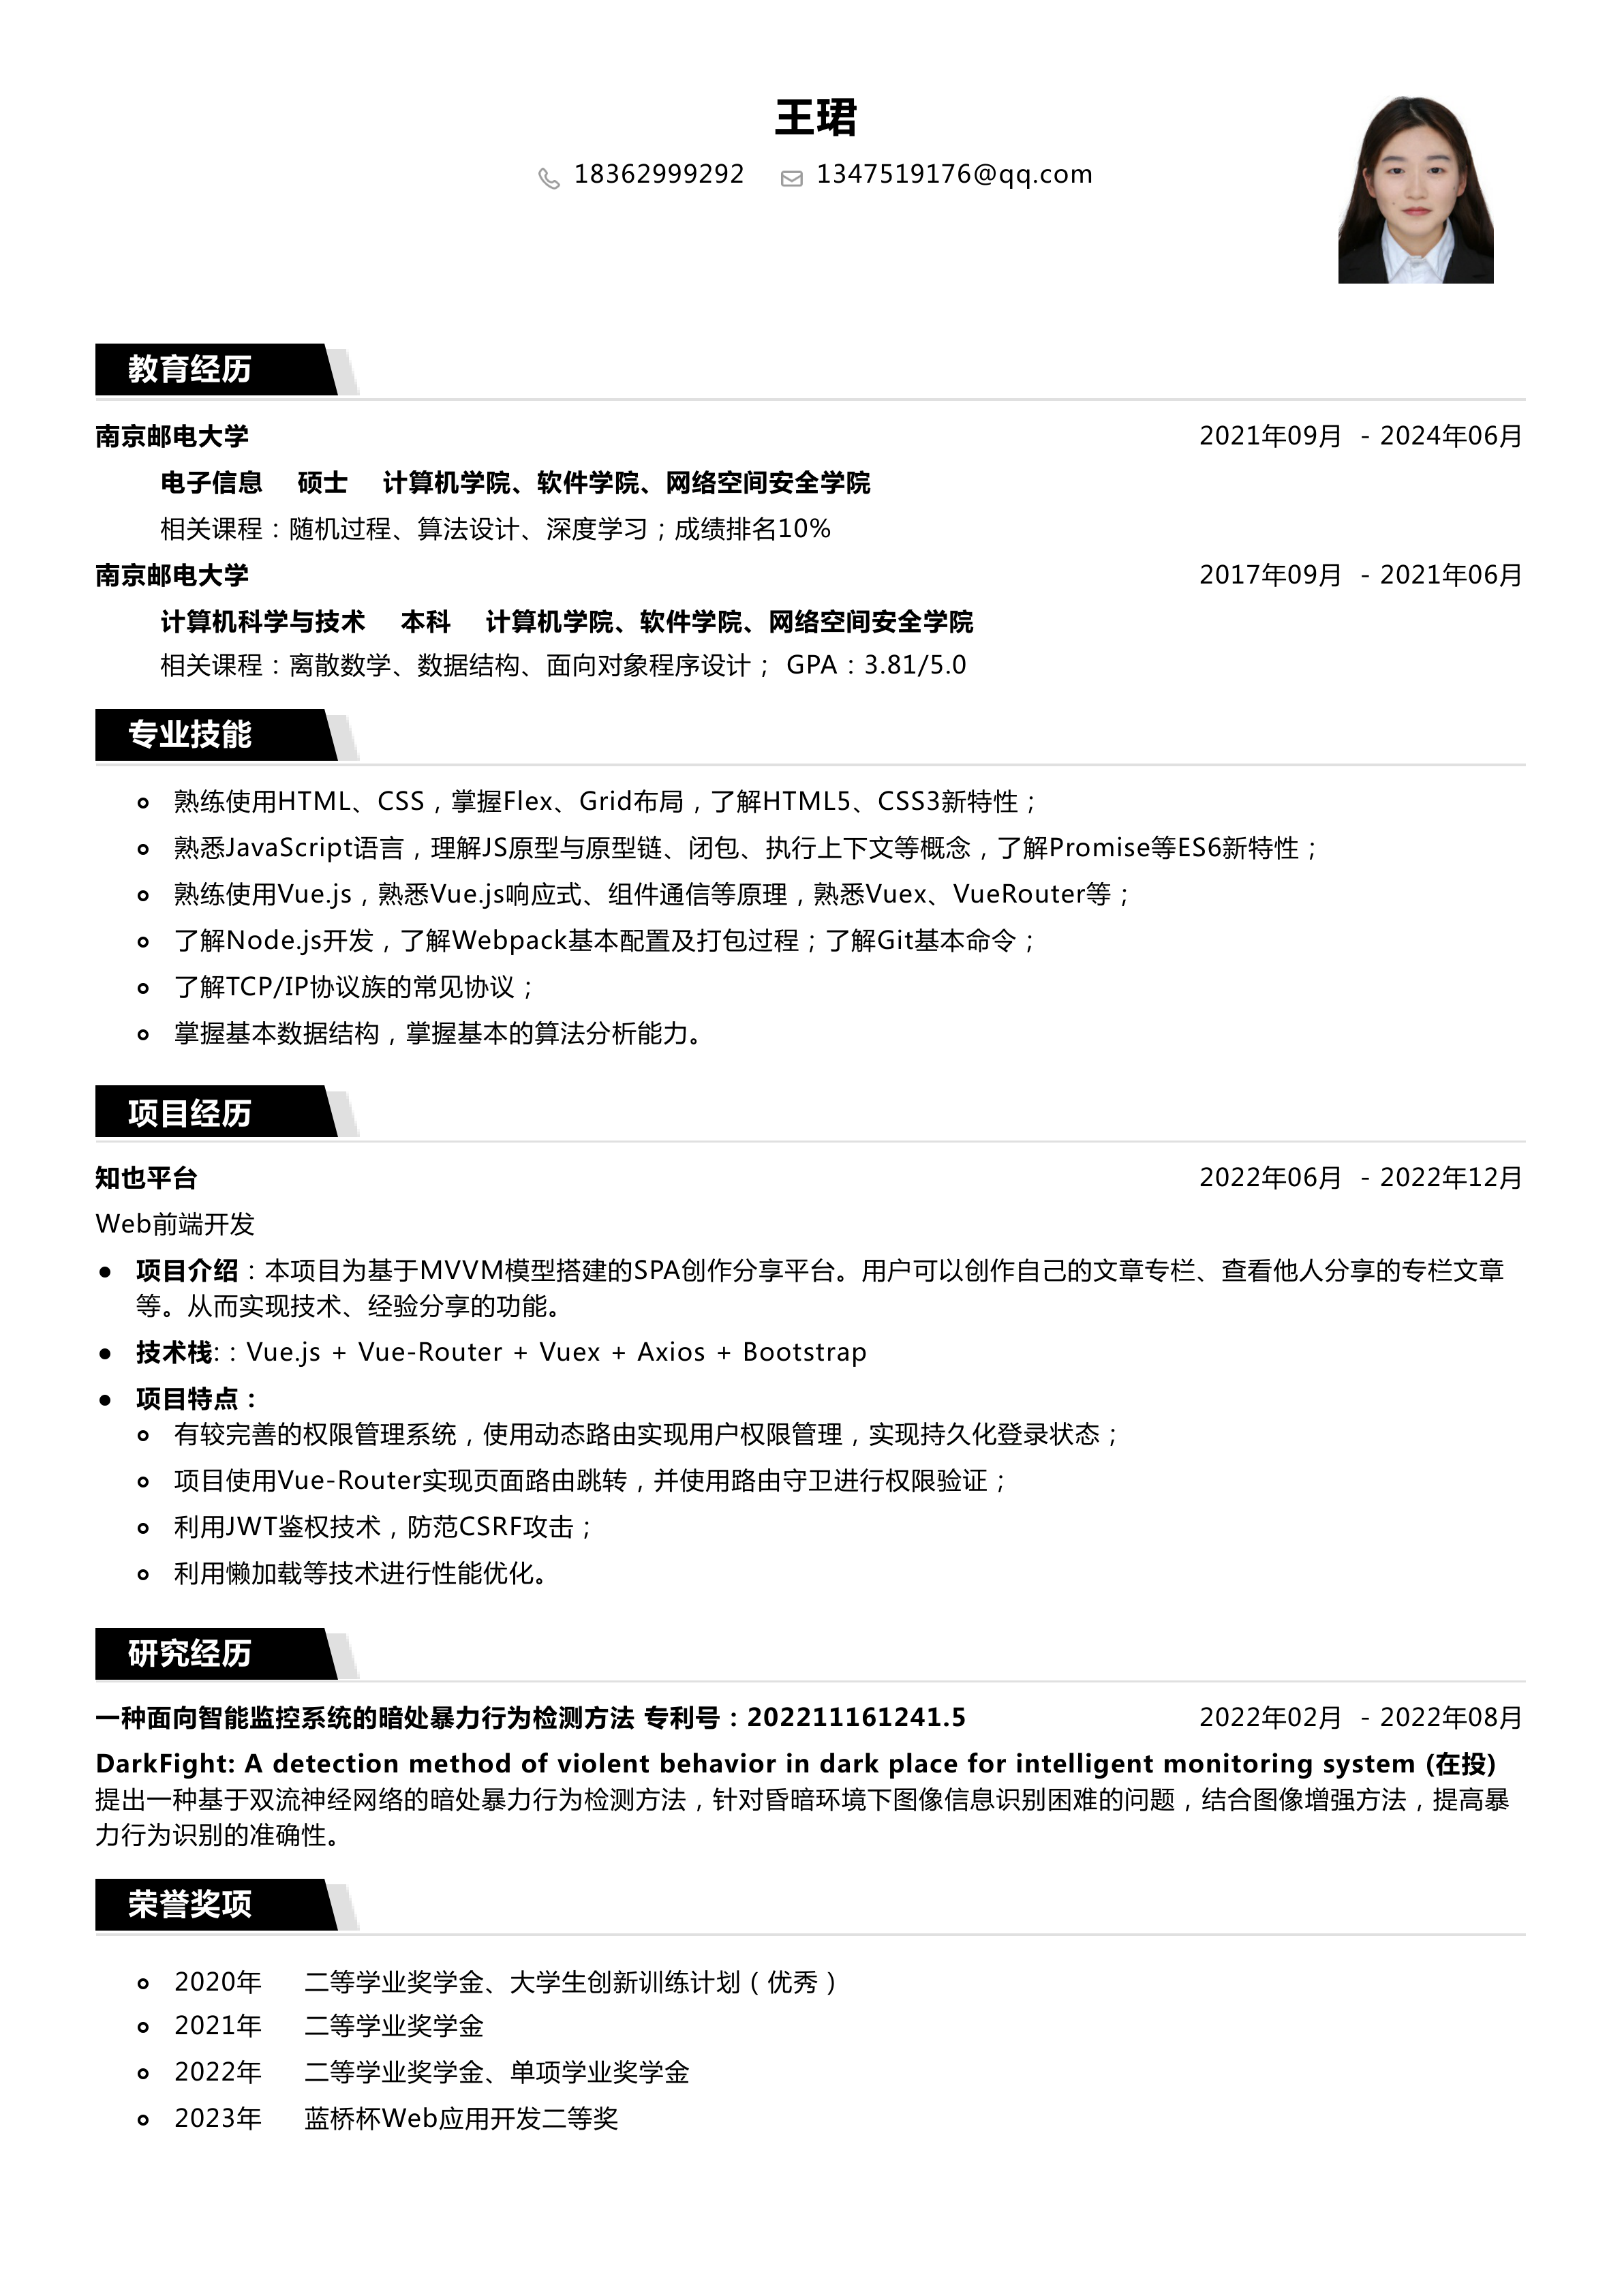 王珺
18362999292 1347519176@qq.com
教育经历
南京邮电大学 2021年09月 - 2024年06月
电子信息 硕士 计算机学院、软件学院、网络空间安全学院
相关课程：随机过程、算法设计、深度学习；成绩排名10%
南京邮电大学 2017年09月 - 2021年06月
计算机科学与技术 本科 计算机学院、软件学院、网络空间安全学院
相关课程：离散数学、数据结构、面向对象程序设计； GPA：3.81/5.0
专业技能
熟练使用HTML、CSS，掌握Flex、Grid布局，了解HTML5、CSS3新特性；
熟悉JavaScript语言，理解JS原型与原型链、闭包、执行上下文等概念，了解Promise等ES6新特性；
熟练使用Vue.js，熟悉Vue.js响应式、组件通信等原理，熟悉Vuex、VueRouter等；
了解Node.js开发，了解Webpack基本配置及打包过程；了解Git基本命令；
了解TCP/IP协议族的常见协议；
掌握基本数据结构，掌握基本的算法分析能力。
项目经历
知也平台 2022年06月 - 2022年12月
Web前端开发
● 项目介绍：本项目为基于MVVM模型搭建的SPA创作分享平台。用户可以创作自己的文章专栏、查看他人分享的专栏文章
等。从而实现技术、经验分享的功能。
● 技术栈:：Vue.js + Vue-Router + Vuex + Axios + Bootstrap
● 项目特点：
有较完善的权限管理系统，使用动态路由实现用户权限管理，实现持久化登录状态；
项目使用Vue-Router实现页面路由跳转，并使用路由守卫进行权限验证；
利用JWT鉴权技术，防范CSRF攻击；
利用懒加载等技术进行性能优化。
研究经历
一种面向智能监控系统的暗处暴力行为检测方法 专利号：202211161241.5 2022年02月 - 2022年08月
DarkFight: A detection method of violent behavior in dark place for intelligent monitoring system (在投)
提出一种基于双流神经网络的暗处暴力行为检测方法，针对昏暗环境下图像信息识别困难的问题，结合图像增强方法，提高暴
力行为识别的准确性。
荣誉奖项
2020年 二等学业奖学金、大学生创新训练计划（优秀）
2021年 二等学业奖学金
2022年 二等学业奖学金、单项学业奖学金
2023年 蓝桥杯Web应用开发二等奖